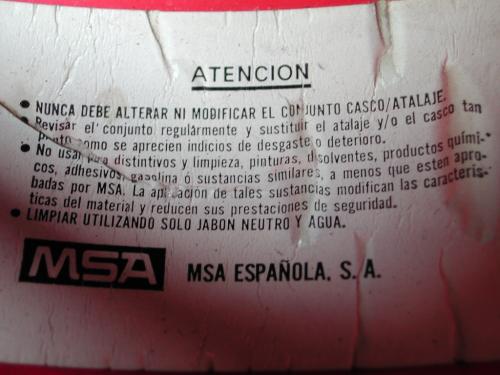 ATENCION
• NUNCA DEBE ALTERAR NI MODIFICAR EL CONJUNTO CASCO/ATALAJE.
• Revisar el conjunto regularmente y sustituir el atalaje y/o el casco tan
pronto como se aprecien indicios de desgaste o deterioro.
• No usar para distintivos y limpieza, pinturas, disolventes, productos quími-
cos, adhesivos, gasolina ó sustancias similares, a menos que esten apro-
badas por MSA. La aplicación de tales sustancias modifican las caracterís-
ticas del material y reducen sus prestaciones de seguridad.
• LIMPIAR UTILIZANDO SOLO JABON NEUTRO Y AGUA.
MSA MSA ESPAÑOLA, S. A.